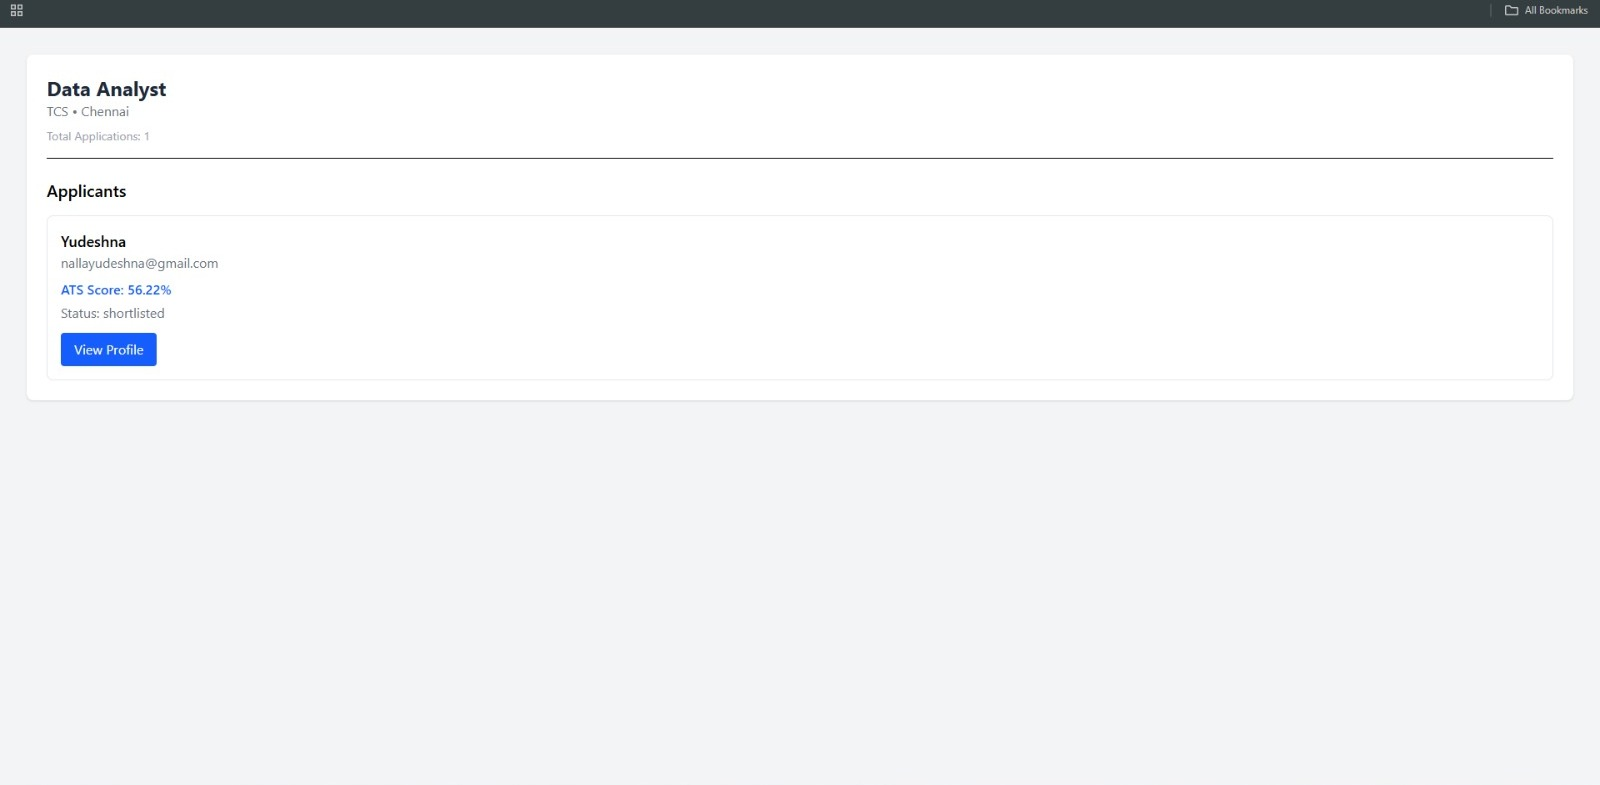 All Bookmarks
Data Analyst
TCS • Chennai
Total Applications: 1
Applicants
Yudeshna
nallayudeshna@gmail.com
ATS Score: 56.22%
Status: shortlisted
View Profile